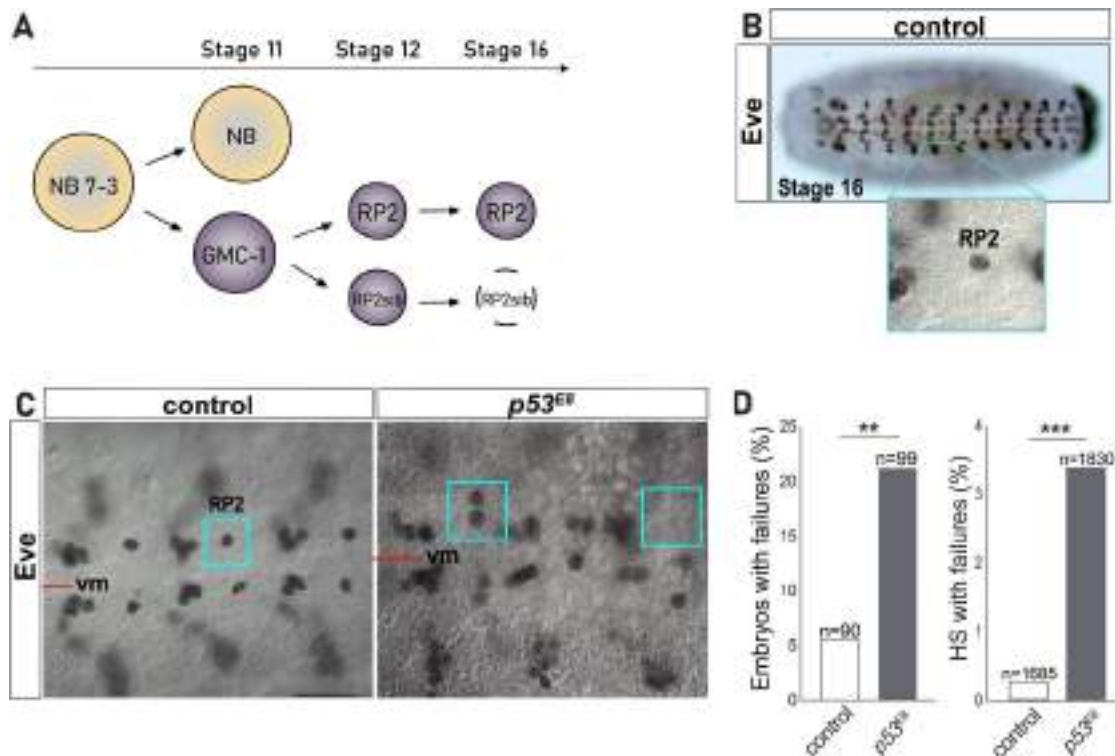 A
Stage 11
Stage 12
Stage 16
NB 7-3
NB
GMC-1
RP2
RP2
RP2sib
(RP2sib)
B
control
Eve
Stage 16
RP2
C
control
p53ᴱ⁸
Eve
RP2
vm
vm
D
Embryos with failures (%)
25
20
15
10
5
0
**
n=90
n=99
control
p53ᴱ⁸
HS with failures (%)
4
3
1
0
***
n=1685
n=1830
control
p53ᴱ⁸